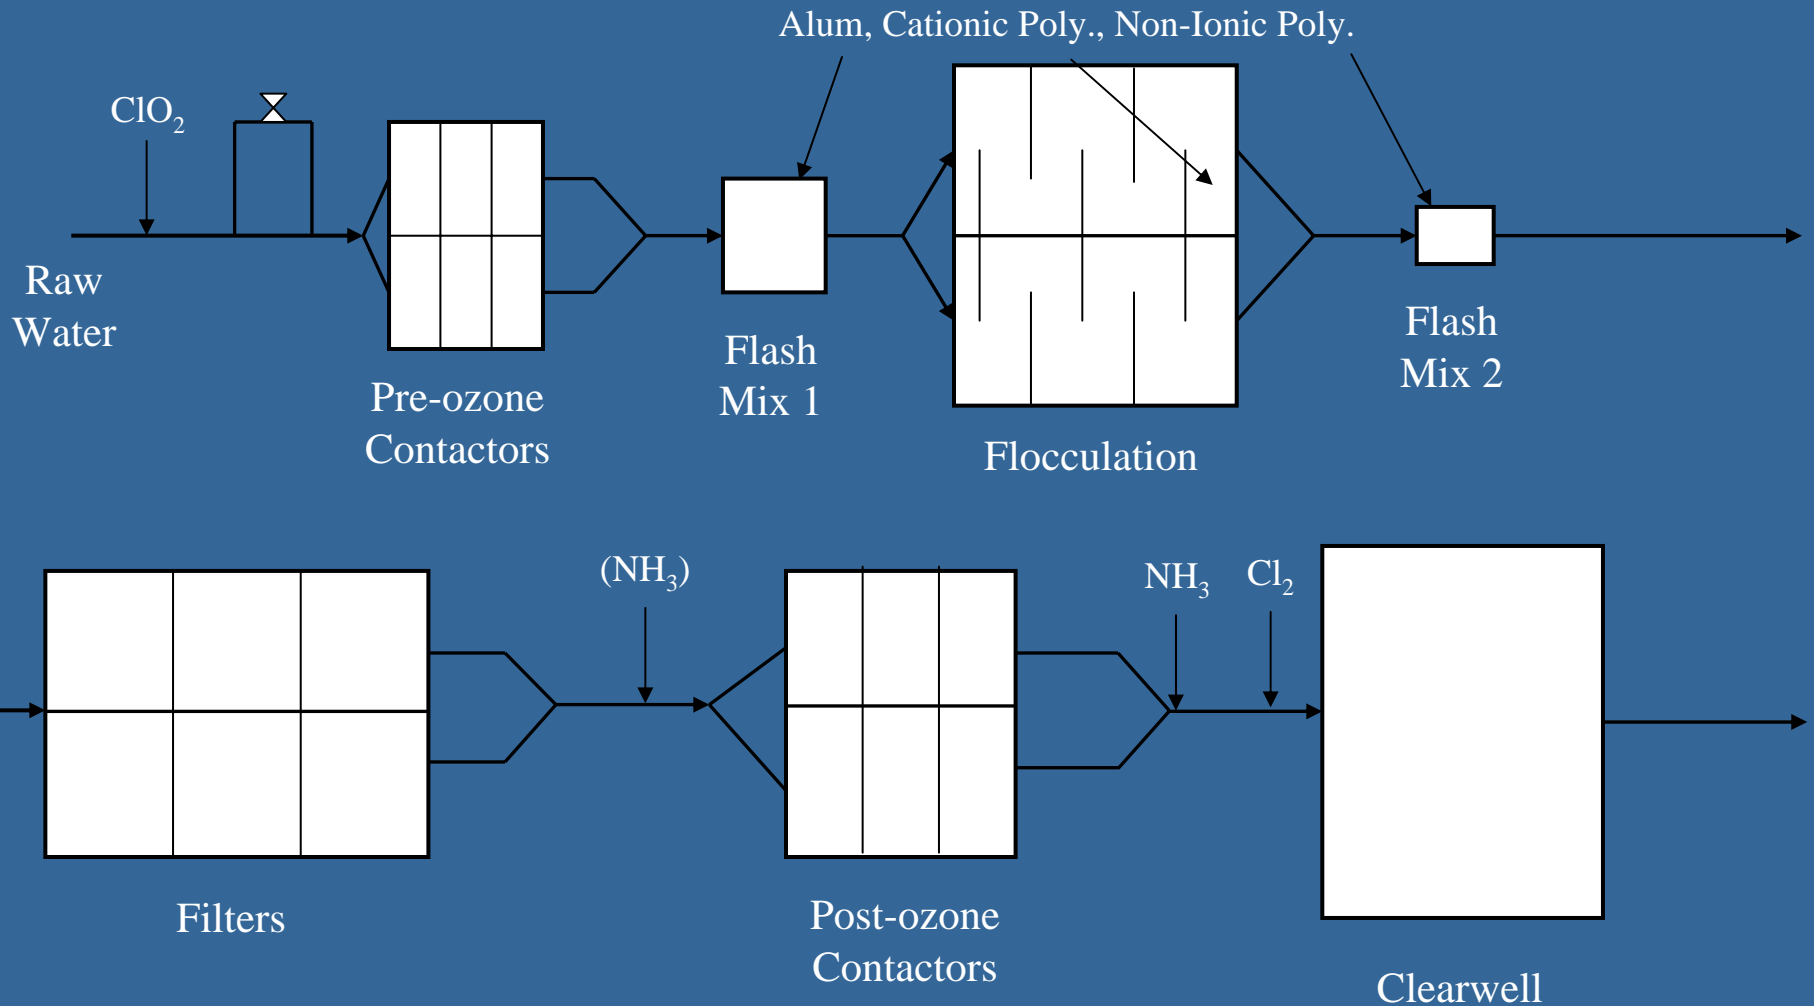 Alum, Cationic Poly., Non-Ionic Poly.
ClO₂
Raw
Water
Pre-ozone
Contactors
Flash
Mix 1
Flocculation
Flash
Mix 2
Filters
(NH₃)
Post-ozone
Contactors
NH₃
Cl₂
Clearwell